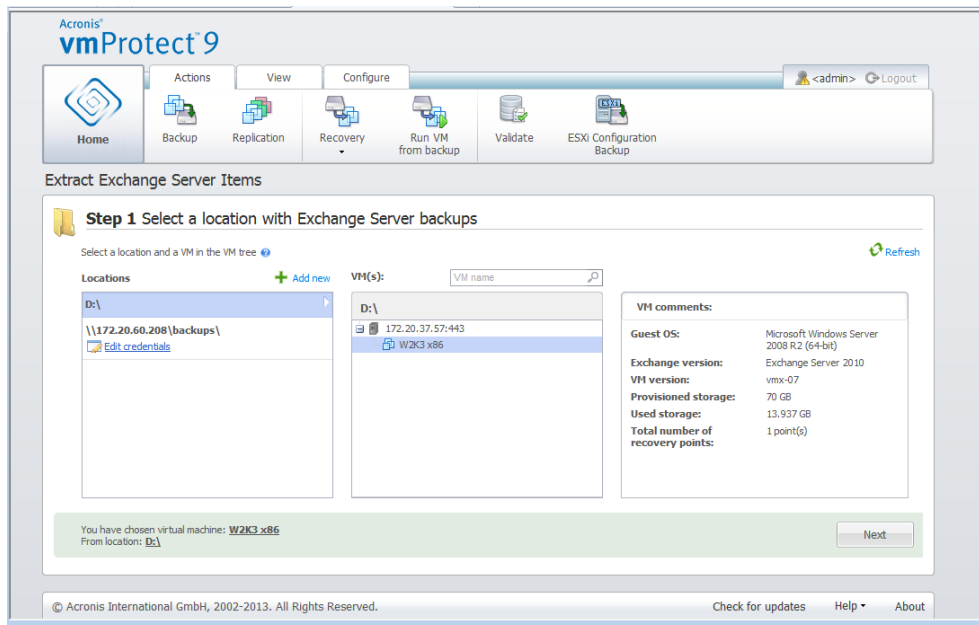 Acronis®
vmProtect™9
Actions View Configure
<admin> Logout
Home
Backup
Replication
Recovery
Run VM
from backup
Validate
ESXi
ESXi Configuration
Backup
Extract Exchange Server Items
Step 1 Select a location with Exchange Server backups
Select a location and a VM in the VM tree ?
Refresh
Locations
Add new
D:\
\\172.20.60.208\backups\
Edit credentials
VM(s):
VM name
D:\
172.20.37.57:443
W2K3 x86
VM comments:
Guest OS: Microsoft Windows Server
2008 R2 (64-bit)
Exchange version: Exchange Server 2010
VM version: vmx-07
Provisioned storage: 70 GB
Used storage: 13.937 GB
Total number of 1 point(s)
recovery points:
You have chosen virtual machine: W2K3 x86
From location: D:\
Next
© Acronis International GmbH, 2002-2013. All Rights Reserved.
Check for updates Help About